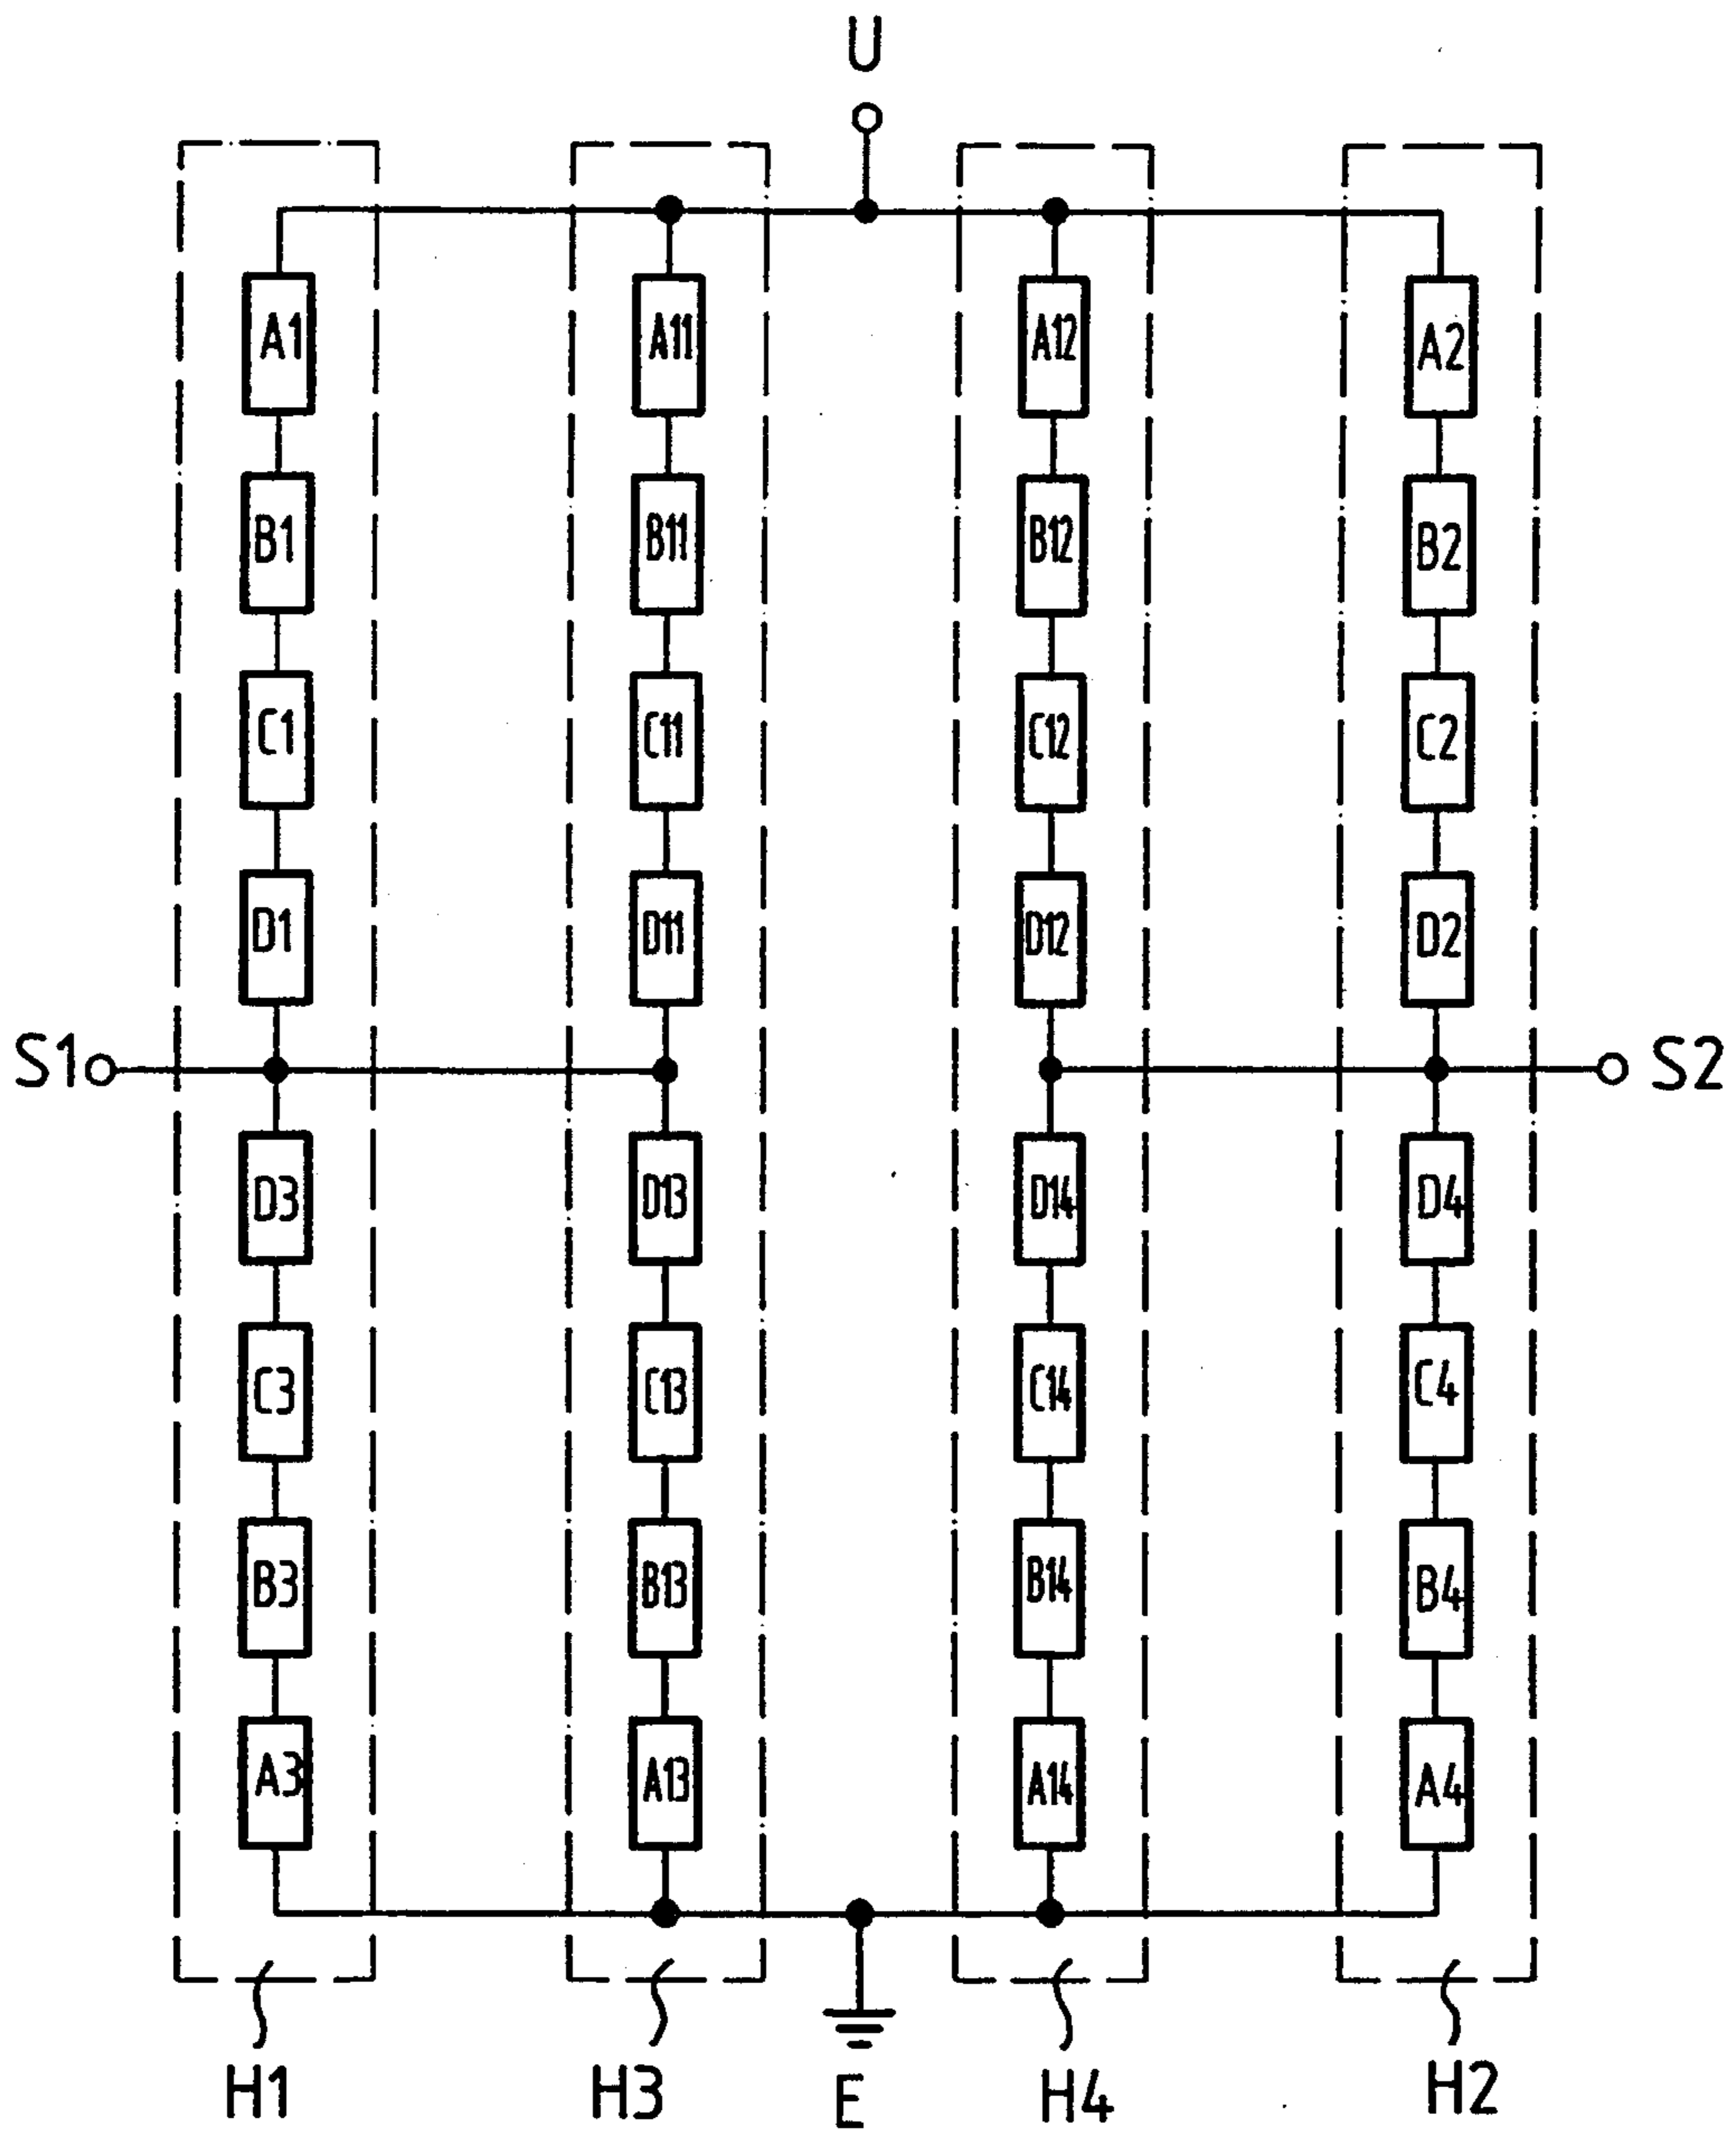 U
A1 A11 A12 A2
B1 B11 B12 B2
C1 C11 C12 C2
D1 D11 D12 D2
S1 S2
D3 D13 D14 D4
C3 C13 C14 C4
B3 B13 B14 B4
A3 A13 A14 A4
H1 H3 E H4 H2